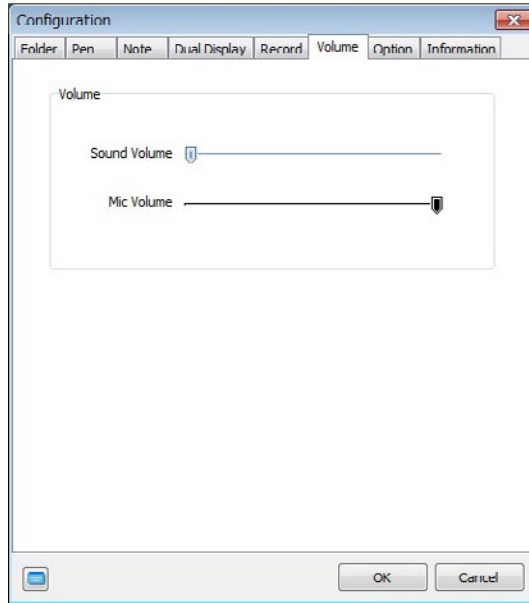 Configuration
Folder Pen Note Dual Display Record Volume Option Information
Volume
Sound Volume
Mic Volume
OK Cancel